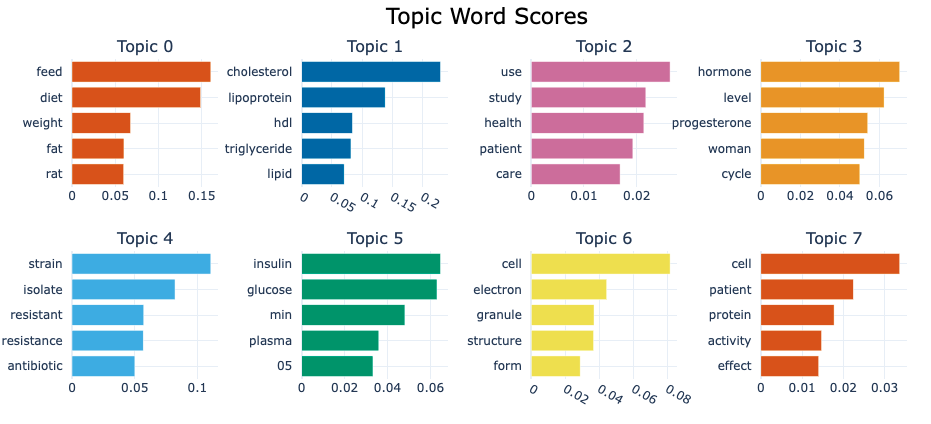 Topic Word Scores
Topic 0
feed
diet
weight
fat
rat
0 0.05 0.1 0.15
Topic 1
cholesterol
lipoprotein
hdl
triglyceride
lipid
0 0.05 0.1 0.15 0.2
Topic 2
use
study
health
patient
care
0 0.01 0.02
Topic 3
hormone
level
progesterone
woman
cycle
0 0.02 0.04 0.06
Topic 4
strain
isolate
resistant
resistance
antibiotic
0 0.05 0.1
Topic 5
insulin
glucose
min
plasma
05
0 0.02 0.04 0.06
Topic 6
cell
electron
granule
structure
form
0 0.02 0.04 0.06 0.08
Topic 7
cell
patient
protein
activity
effect
0 0.01 0.02 0.03